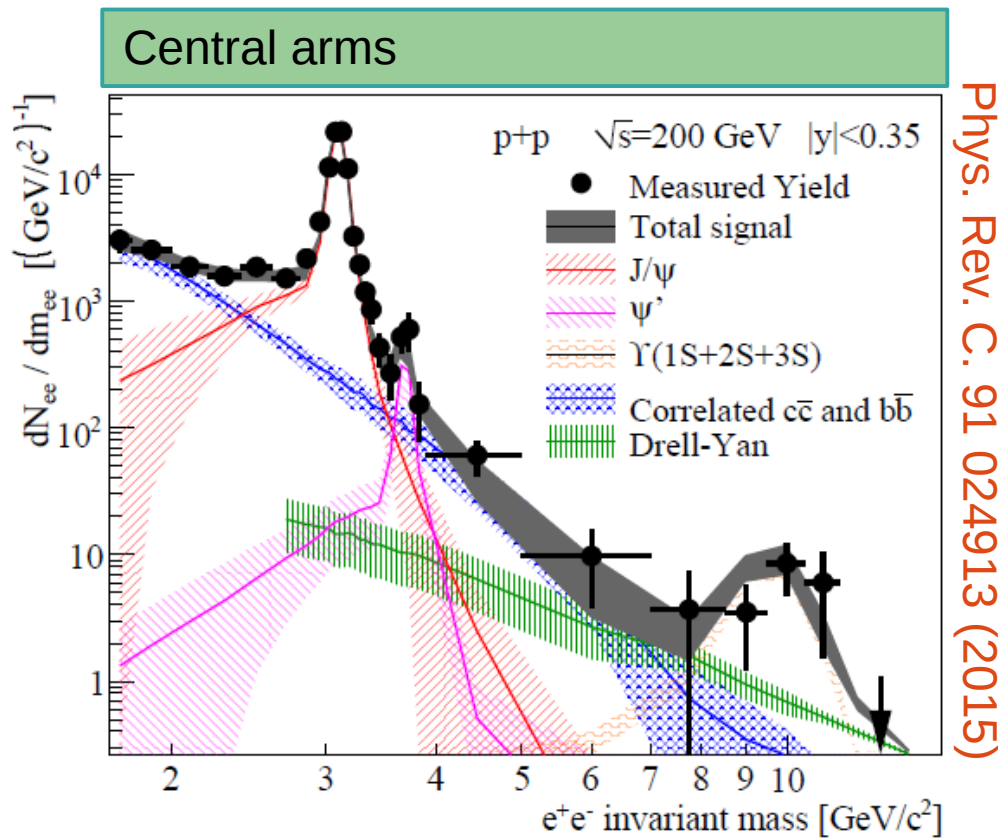 Central arms
dN_ee / dm_ee [(GeV/c²)⁻¹]
p+p √s=200 GeV |y|<0.35
Measured Yield
Total signal
J/ψ
ψ’
ϒ(1S+2S+3S)
Correlated cc̄ and bb̄
Drell-Yan
10⁴
10³
10²
10
1
2 3 4 5 6 7 8 9 10
e⁺e⁻ invariant mass [GeV/c²]
Phys. Rev. C. 91 024913 (2015)